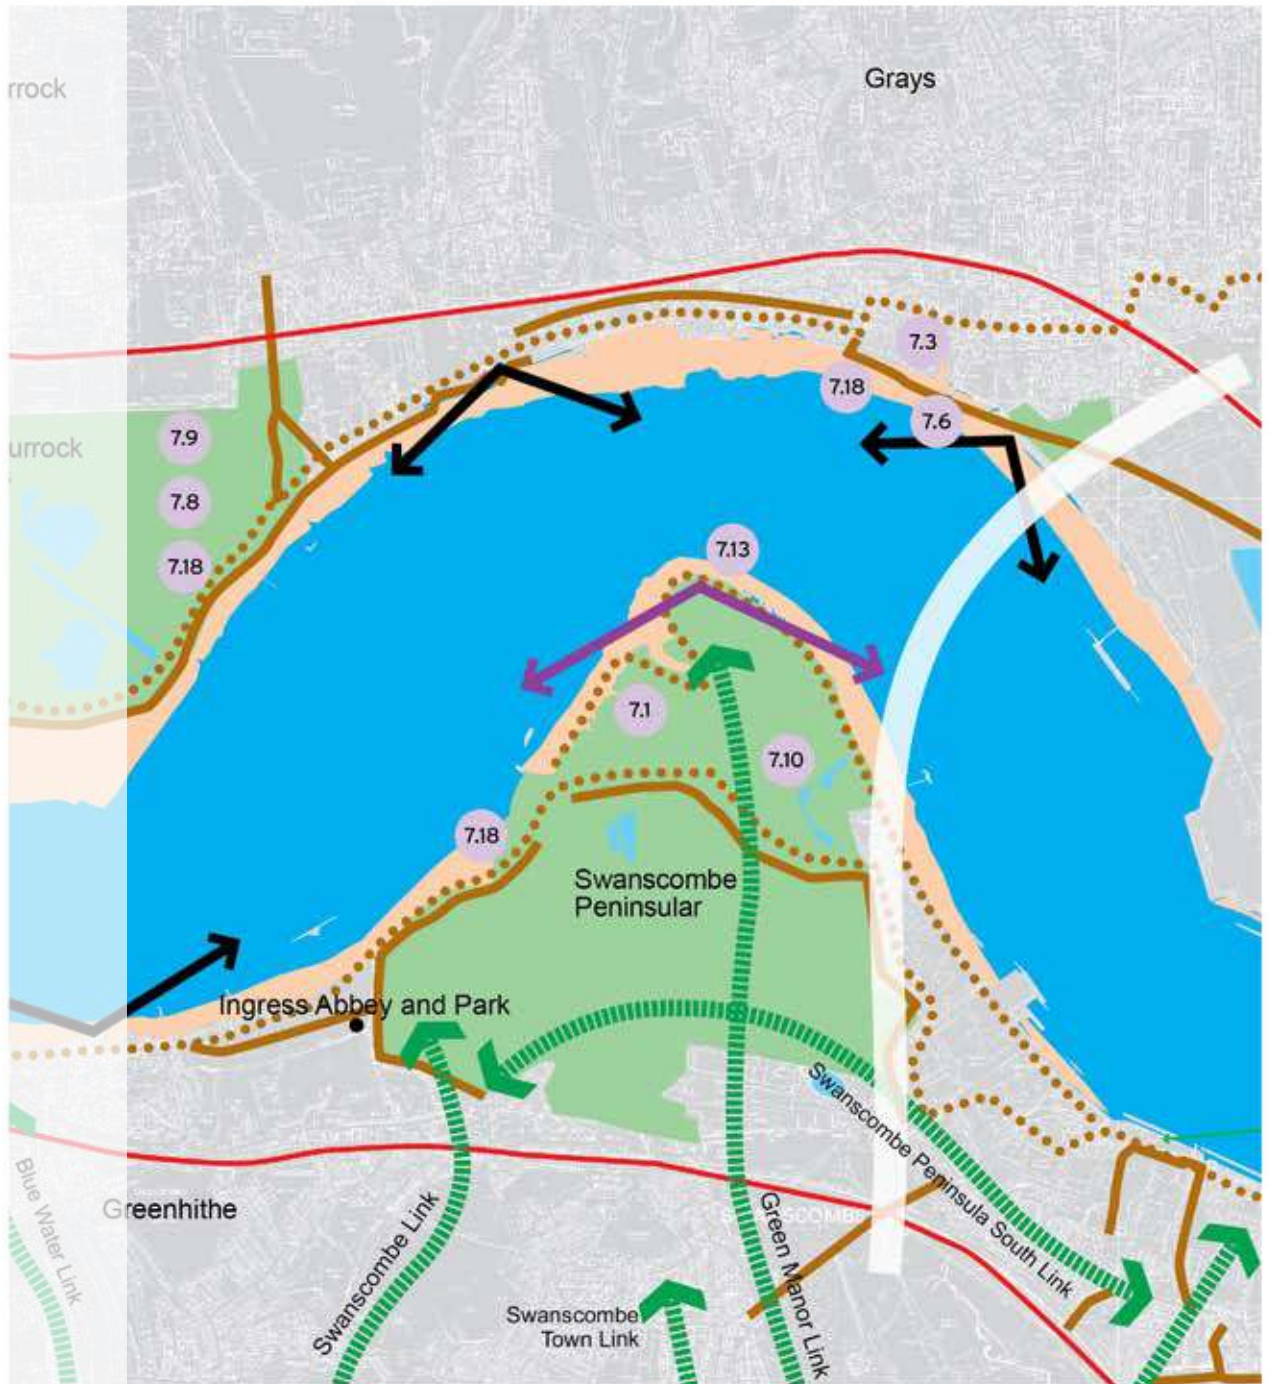 rrock
Grays
7.3
7.18
7.6
7.9
urrock
7.8
7.18
7.13
7.1
7.10
7.18
Swanscombe
Peninsular
Ingress Abbey and Park
Swanscombe Peninsula South Link
Blue Water Link
Greenhithe
Swanscombe Link
Green Manor Link
Swanscombe
Town Link